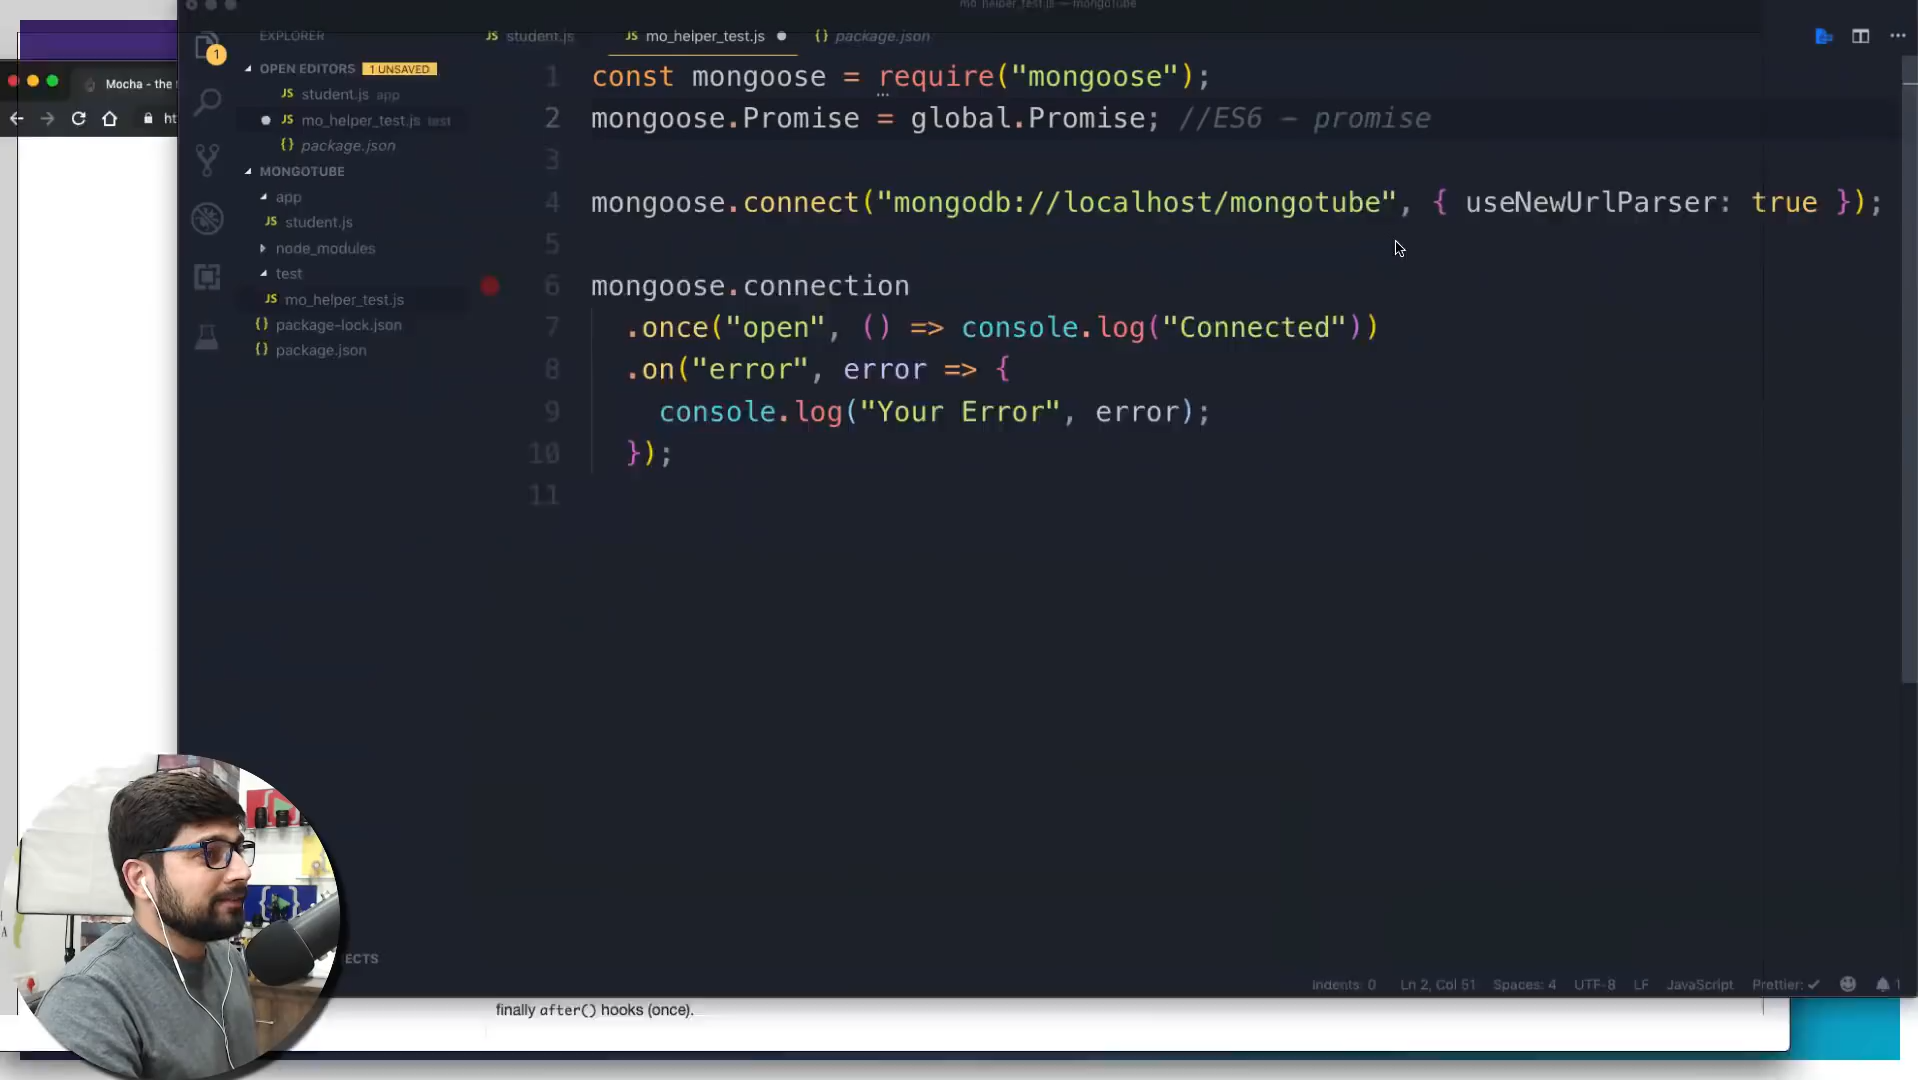 mo_helper_test.js — mongotube
EXPLORER
student.js
mo_helper_test.js
package.json
1
OPEN EDITORS 1 UNSAVED
JS student.js app
JS mo_helper_test.js test
{} package.json
MONGOTUBE
app
JS student.js
node_modules
test
JS mo_helper_test.js
{} package-lock.json
{} package.json
Mocha - the
1 const mongoose = require("mongoose");
2 mongoose.Promise = global.Promise; //ES6 - promise
3
4 mongoose.connect("mongodb://localhost/mongotube", { useNewUrlParser: true });
5
6 mongoose.connection
7 .once("open", () => console.log("Connected"))
8 .on("error", error => {
9 console.log("Your Error", error);
10 });
11
ECTS
Indents: 0 Ln 2, Col 51 Spaces: 4 UTF-8 LF JavaScript Prettier: ✓ 1
finally after() hooks (once).